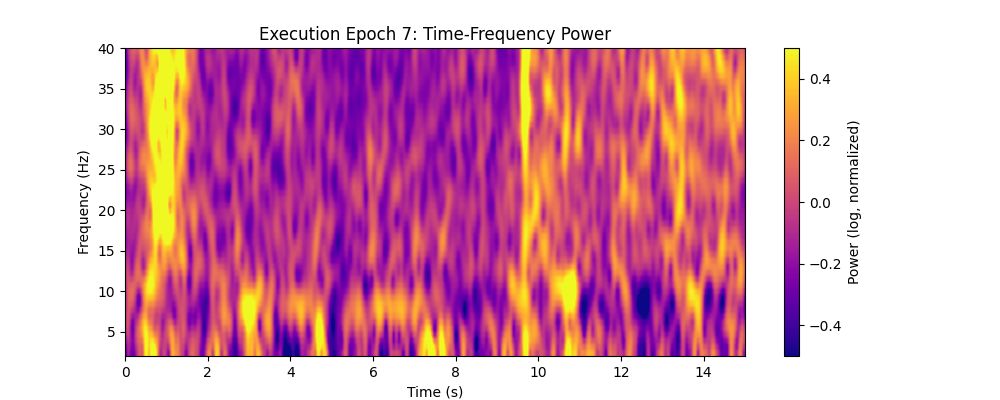 Execution Epoch 7: Time-Frequency Power
40
35
30
25
20
15
10
5
Frequency (Hz)
0 2 4 6 8 10 12 14
Time (s)
0.4
0.2
0.0
−0.2
−0.4
Power (log, normalized)